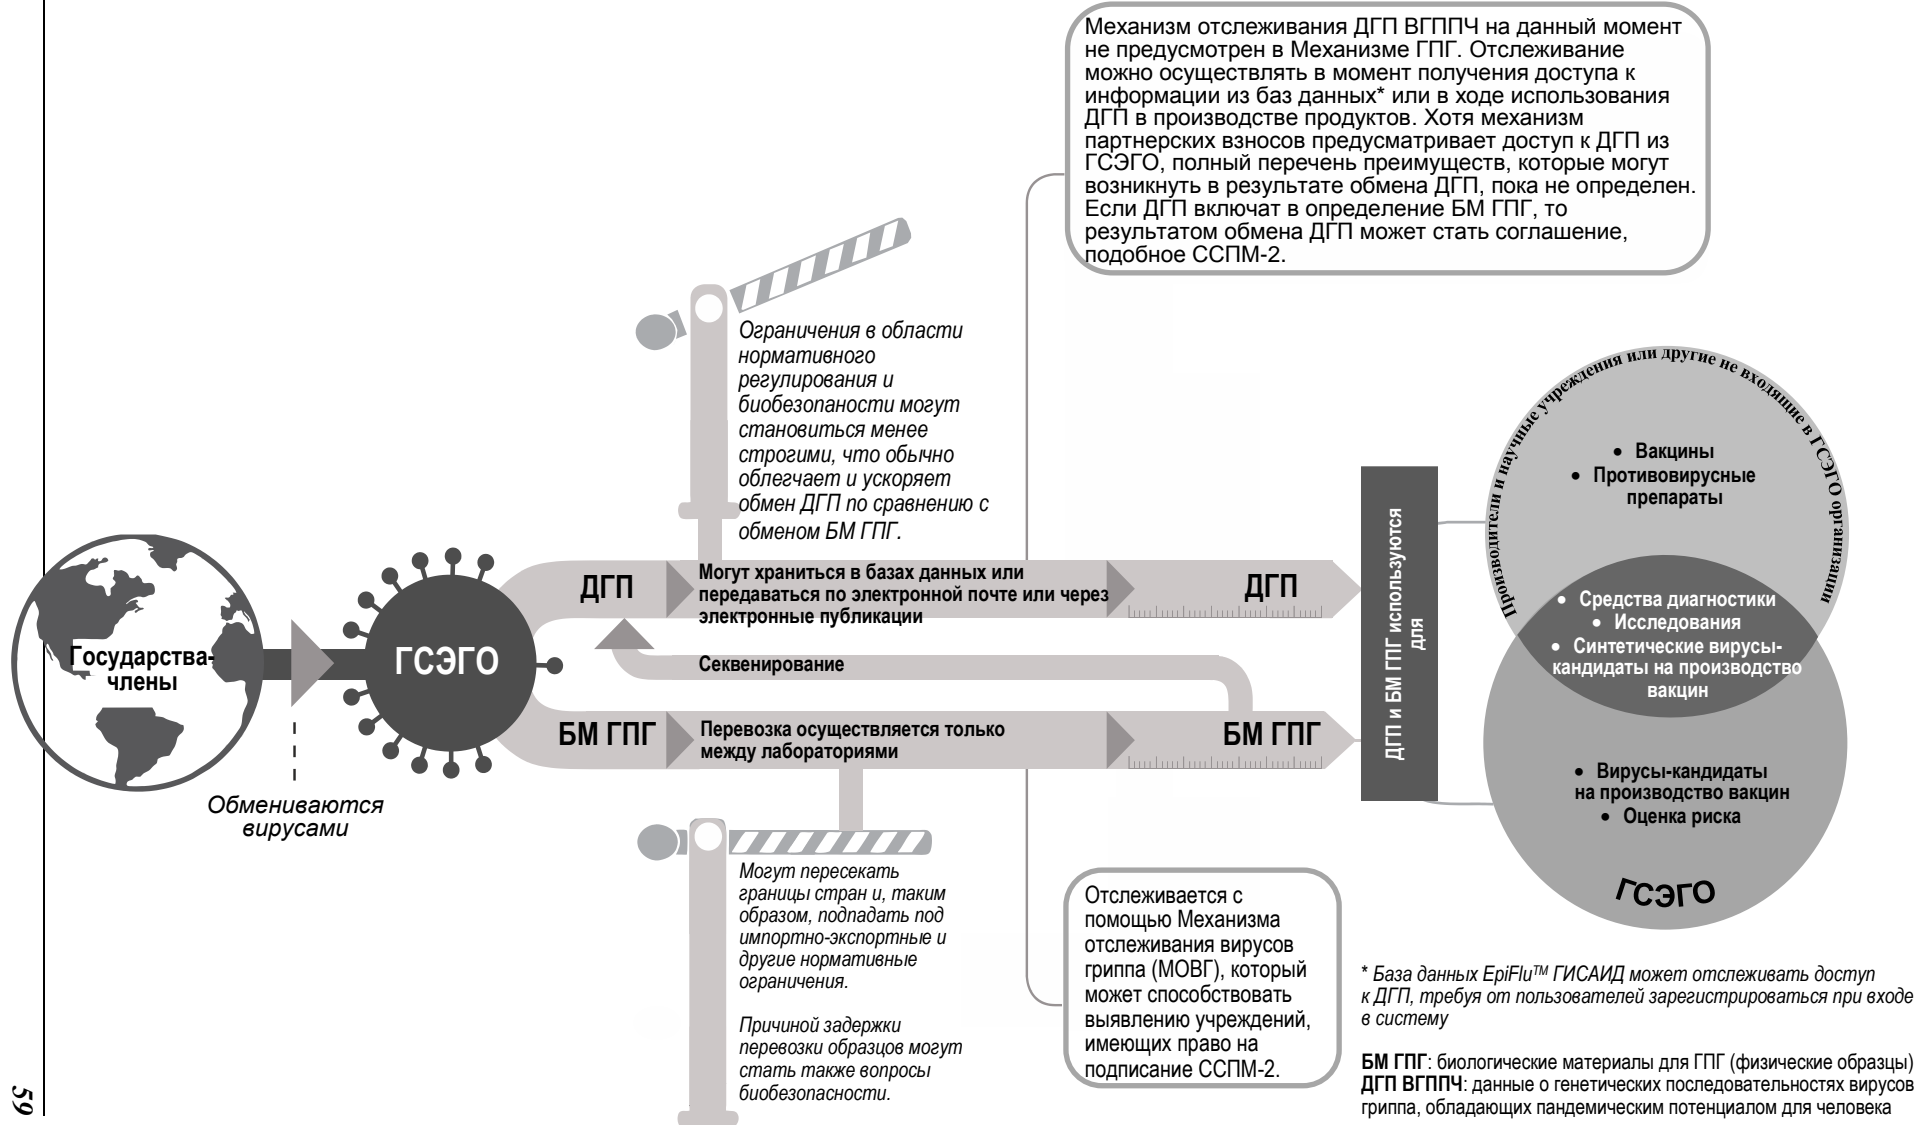 Механизм отслеживания ДГП ВГППЧ на данный момент
не предусмотрен в Механизме ГПГ. Отслеживание
можно осуществлять в момент получения доступа к
информации из баз данных* или в ходе использования
ДГП в производстве продуктов. Хотя механизм
партнерских взносов предусматривает доступ к ДГП из
ГСЭГО, полный перечень преимуществ, которые могут
возникнуть в результате обмена ДГП, пока не определен.
Если ДГП включат в определение БМ ГПГ, то
результатом обмена ДГП может стать соглашение,
подобное ССПМ-2.
Ограничения в области
нормативного
регулирования и
биобезопаности могут
становиться менее
строгими, что обычно
облегчает и ускоряет
обмен ДГП по сравнению с
обменом БМ ГПГ.
Государства-
члены
Обмениваются
вирусами
ГСЭГО
ДГП
Могут храниться в базах данных или
передаваться по электронной почте или через
электронные публикации
ДГП
Секвенирование
БМ ГПГ
Перевозка осуществляется только
между лабораториями
БМ ГПГ
ДГП и БМ ГПГ используются
для
Производители и научные учреждения или другие не входящие в ГСЭГО организации
• Вакцины
• Противовирусные
препараты
• Средства диагностики
• Исследования
• Синтетические вирусы-
кандидаты на производство
вакцин
• Вирусы-кандидаты
на производство вакцин
• Оценка риска
ГСЭГО
Могут пересекать
границы стран и, таким
образом, подпадать под
импортно-экспортные и
другие нормативные
ограничения.
Причиной задержки
перевозки образцов могут
стать также вопросы
биобезопасности.
Отслеживается с
помощью Механизма
отслеживания вирусов
гриппа (МОВГ), который
может способствовать
выявлению учреждений,
имеющих право на
подписание ССПМ-2.
* База данных EpiFlu™ ГИСАИД может отслеживать доступ
к ДГП, требуя от пользователей зарегистрироваться при входе
в систему
БМ ГПГ: биологические материалы для ГПГ (физические образцы)
ДГП ВГППЧ: данные о генетических последовательностях вирусов
гриппа, обладающих пандемическим потенциалом для человека
59